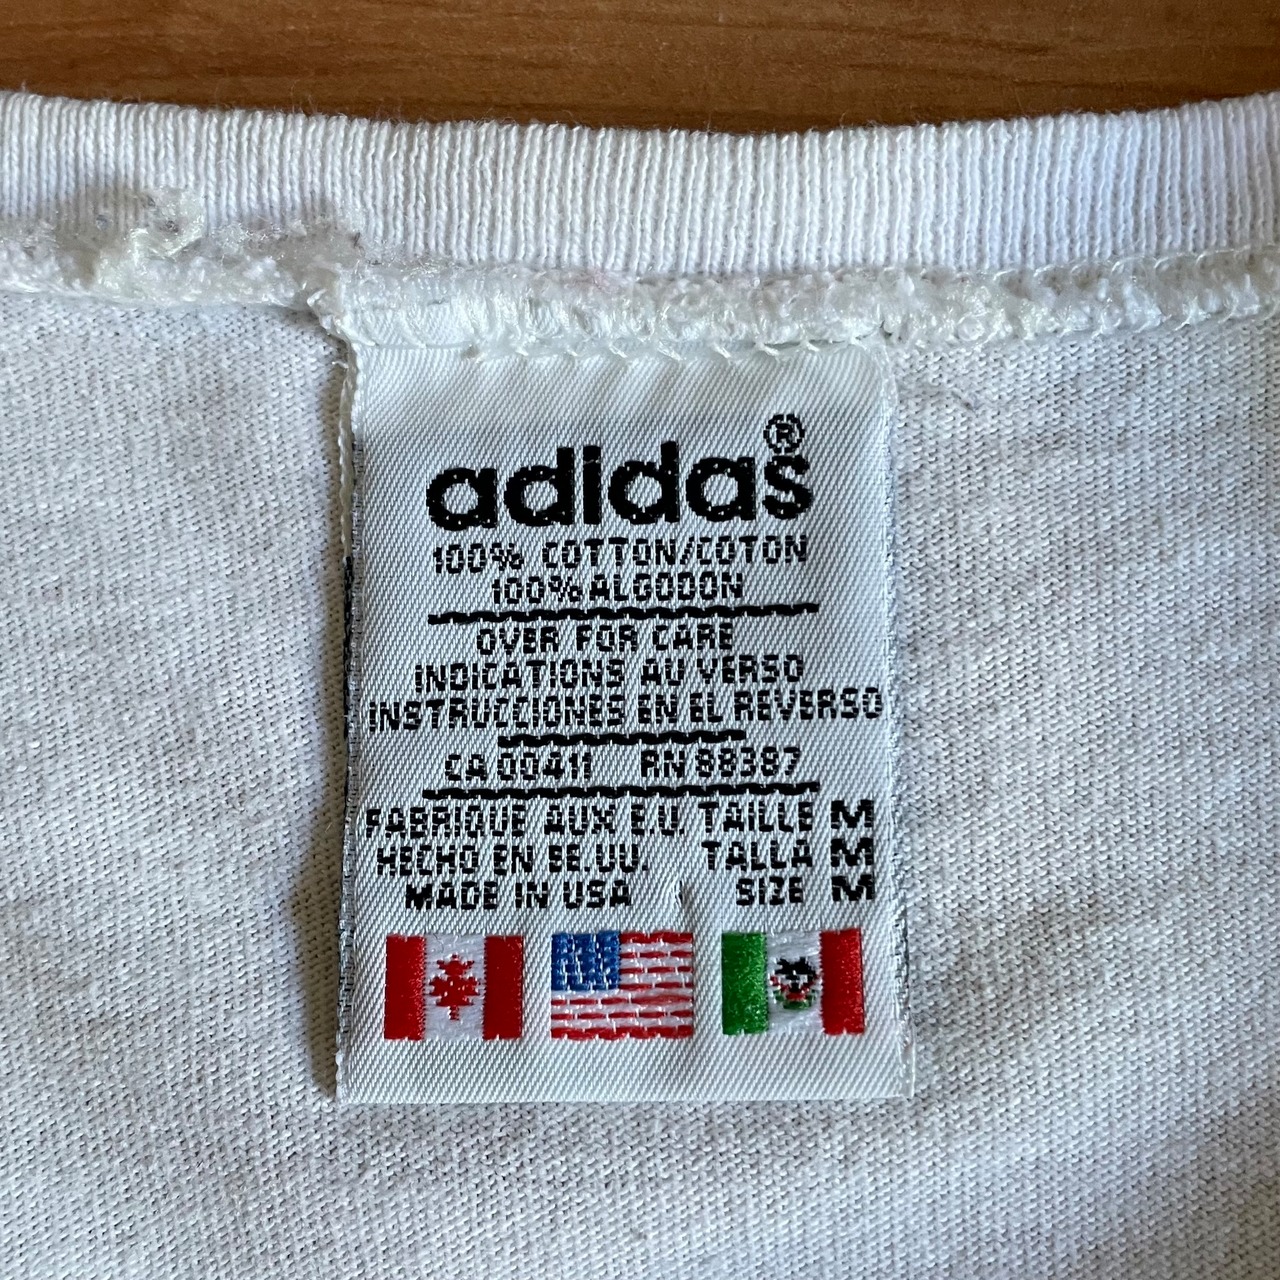 adidas®
100% COTTON/COTON
100% ALGODON
OVER FOR CARE
INDICATIONS AU VERSO
INSTRUCCIONES EN EL REVERSO
CA 00411 RN 88387
FABRIQUE AUX E.U. TAILLE M
HECHO EN EE.UU. TALLA M
MADE IN USA SIZE M